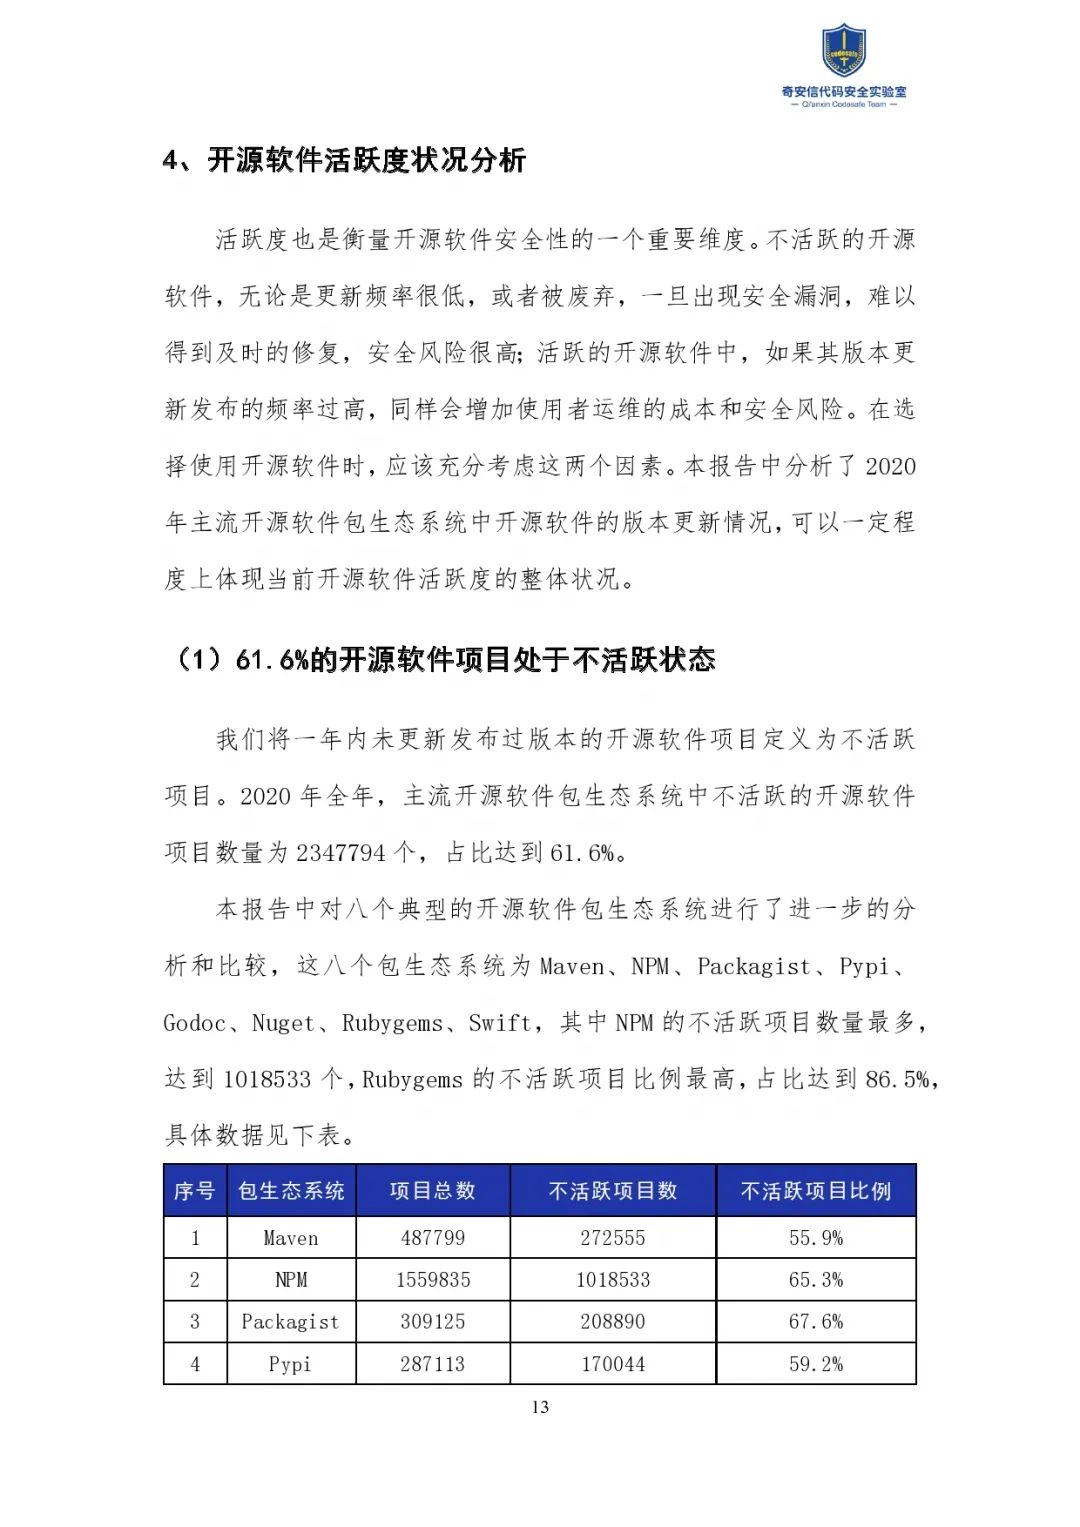 codesafe
奇安信代码安全实验室
— Qi'anxin Codesafe Team —
4、开源软件活跃度状况分析
活跃度也是衡量开源软件安全性的一个重要维度。不活跃的开源
软件，无论是更新频率很低，或者被废弃，一旦出现安全漏洞，难以
得到及时的修复，安全风险很高；活跃的开源软件中，如果其版本更
新发布的频率过高，同样会增加使用者运维的成本和安全风险。在选
择使用开源软件时，应该充分考虑这两个因素。本报告中分析了 2020
年主流开源软件包生态系统中开源软件的版本更新情况，可以一定程
度上体现当前开源软件活跃度的整体状况。
（1）61.6%的开源软件项目处于不活跃状态
我们将一年内未更新发布过版本的开源软件项目定义为不活跃
项目。2020 年全年，主流开源软件包生态系统中不活跃的开源软件
项目数量为 2347794 个，占比达到 61.6%。
本报告中对八个典型的开源软件包生态系统进行了进一步的分
析和比较，这八个包生态系统为 Maven、NPM、Packagist、Pypi、
Godoc、Nuget、Rubygems、Swift，其中 NPM 的不活跃项目数量最多，
达到 1018533 个，Rubygems 的不活跃项目比例最高，占比达到 86.5%，
具体数据见下表。
序号 包生态系统 项目总数 不活跃项目数 不活跃项目比例
1 Maven 487799 272555 55.9%
2 NPM 1559835 1018533 65.3%
3 Packagist 309125 208890 67.6%
4 Pypi 287113 170044 59.2%
13